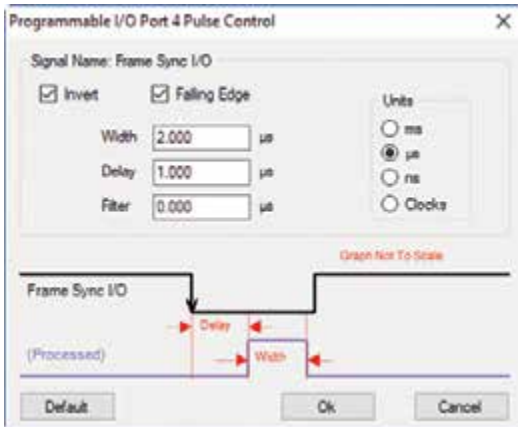 Programmable I/O Port 4 Pulse Control
Signal Name: Frame Sync I/O
Invert
Falling Edge
Width 2.000 µs
Delay 1.000 µs
Filter 0.000 µs
Units
ms
µs
ns
Clocks
Graph Not To Scale
Frame Sync I/O
Delay
(Processed)
Width
Default
Ok
Cancel